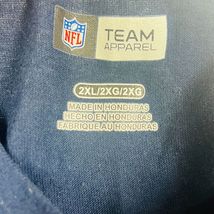 NFL
TEAM
APPAREL
2XL/2XG/2XG
MADE IN HONDURAS
HECHO EN HONDURAS
FABRIQUÉ AU HONDURAS